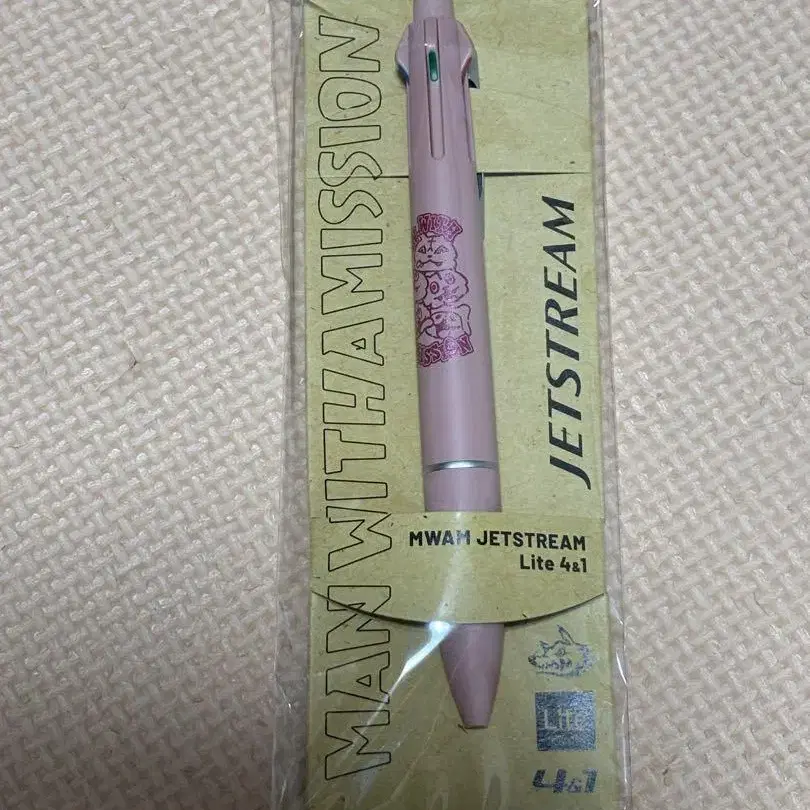 MAN WITH A MISSION
JETSTREAM
MWAM JETSTREAM
Lite 4&1
Lite
4&1